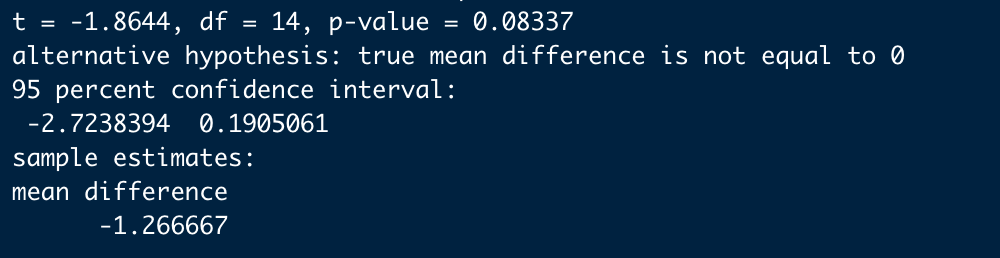 t = -1.8644, df = 14, p-value = 0.08337
alternative hypothesis: true mean difference is not equal to 0
95 percent confidence interval:
 -2.7238394  0.1905061
sample estimates:
mean difference
      -1.266667